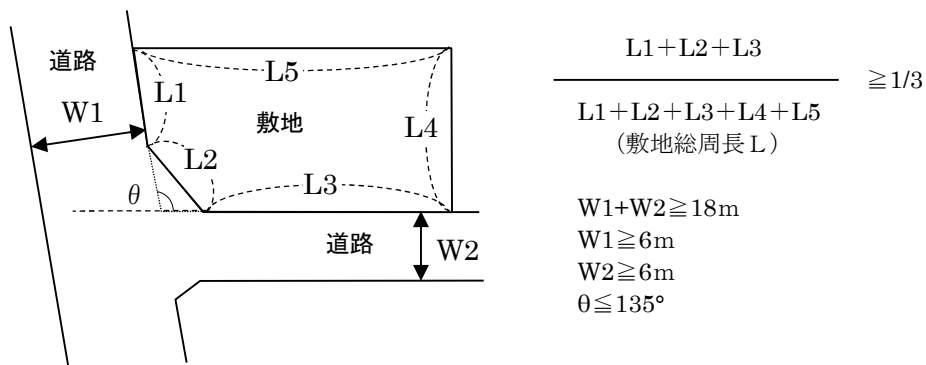 道路
W1
L1
L5
敷地
L4
L2
θ
L3
道路
W2
L1+L2+L3
L1+L2+L3+L4+L5
≧1/3
(敷地総周長L)
W1+W2≧18m
W1≧6m
W2≧6m
θ≦135°